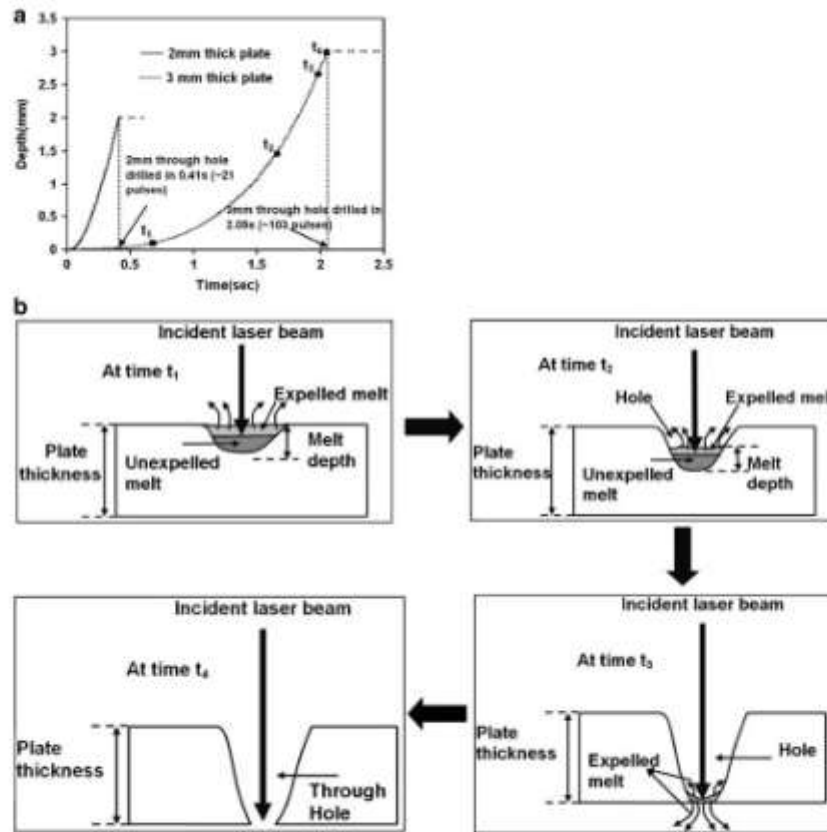 a
3.5
3
2.5
2
1.5
1
0.5
0
Depth(mm)
2mm thick plate
3 mm thick plate
t₄
t₃
t₂
t₁
2mm through hole
drilled in 0.41s (~21
pulses)
3mm through hole drilled in
2.05s (~103 pulses)
0
0.5
1
1.5
2
2.5
Time(sec)
b
Incident laser beam
At time t₁
Expelled melt
Plate
thickness
Unexpelled
melt
Melt
depth
Incident laser beam
At time t₂
Hole
Expelled melt
Plate
thickness
Unexpelled
melt
Melt
depth
Incident laser beam
At time t₄
Plate
thickness
Through
Hole
Incident laser beam
At time t₃
Plate
thickness
Expelled
melt
Hole